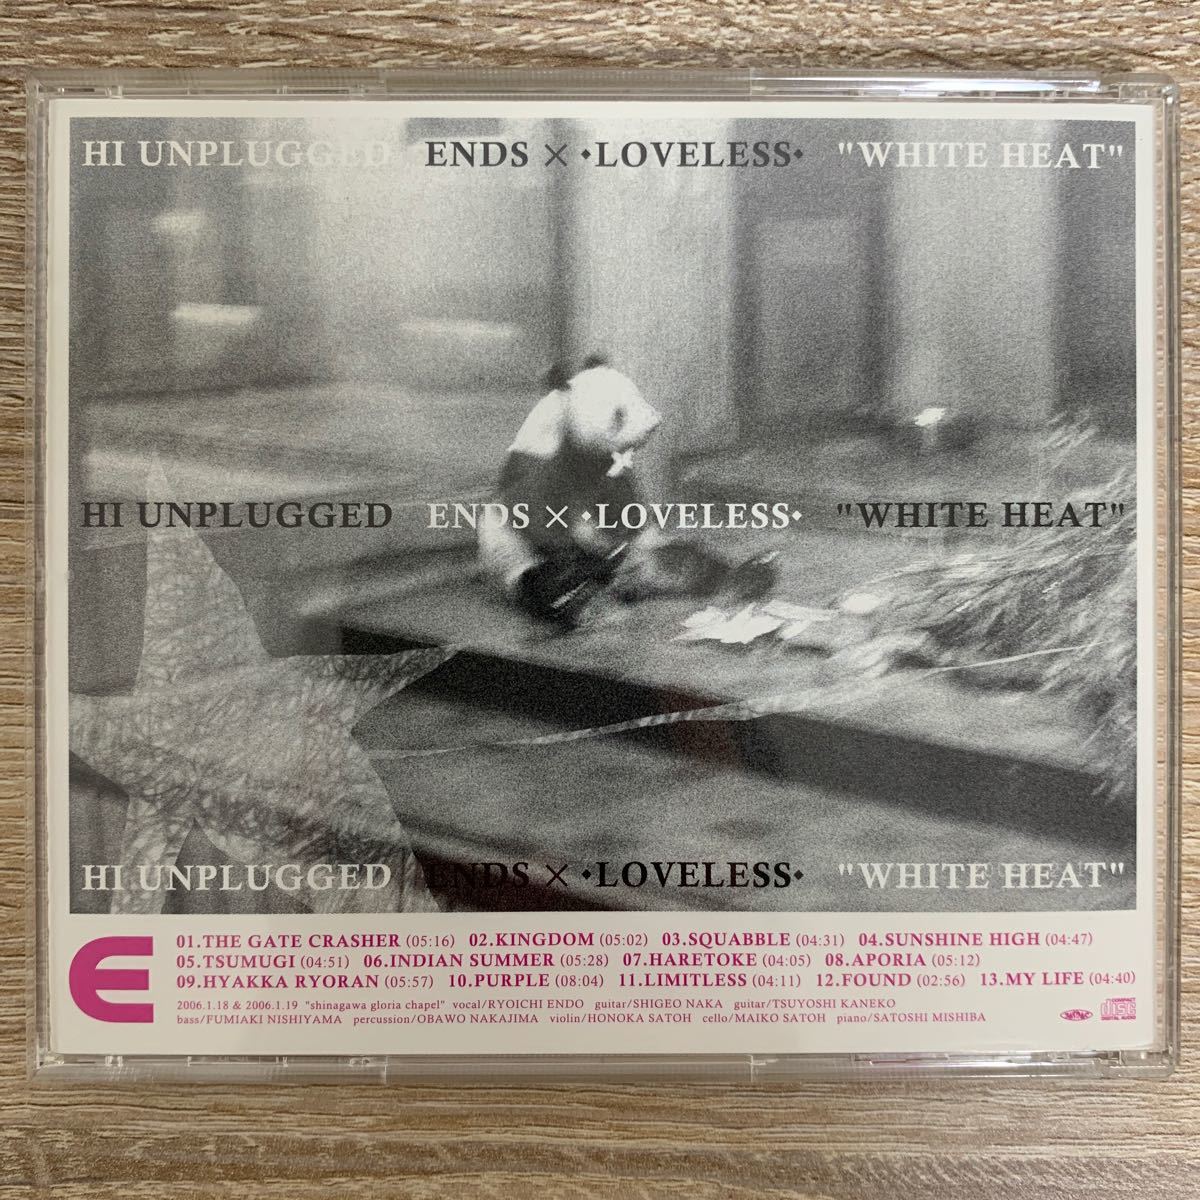 HI UNPLUGGED ENDS × •LOVELESS• "WHITE HEAT"
HI UNPLUGGED ENDS × •LOVELESS• "WHITE HEAT"
HI UNPLUGGED ENDS × •LOVELESS• "WHITE HEAT"
E
01.THE GATE CRASHER (05:16) 02.KINGDOM (05:02) 03.SQUABBLE (04:31) 04.SUNSHINE HIGH (04:47)
05.TSUMUGI (04:51) 06.INDIAN SUMMER (05:28) 07.HARETOKE (04:05) 08.APORIA (05:12)
09.HYAKKA RYORAN (05:57) 10.PURPLE (08:04) 11.LIMITLESS (04:11) 12.FOUND (02:56) 13.MY LIFE (04:40)
2006.1.18 & 2006.1.19 "shinagawa gloria chapel" vocal/RYOICHI ENDO guitar/SHIGEO NAKA guitar/TSUYOSHI KANEKO
bass/FUMIAKI NISHIYAMA percussion/OBAWO NAKAJIMA violin/HONOKA SATOH cello/MAIKO SATOH piano/SATOSHI MISHIBA
COMPACT
disc
DIGITAL AUDIO